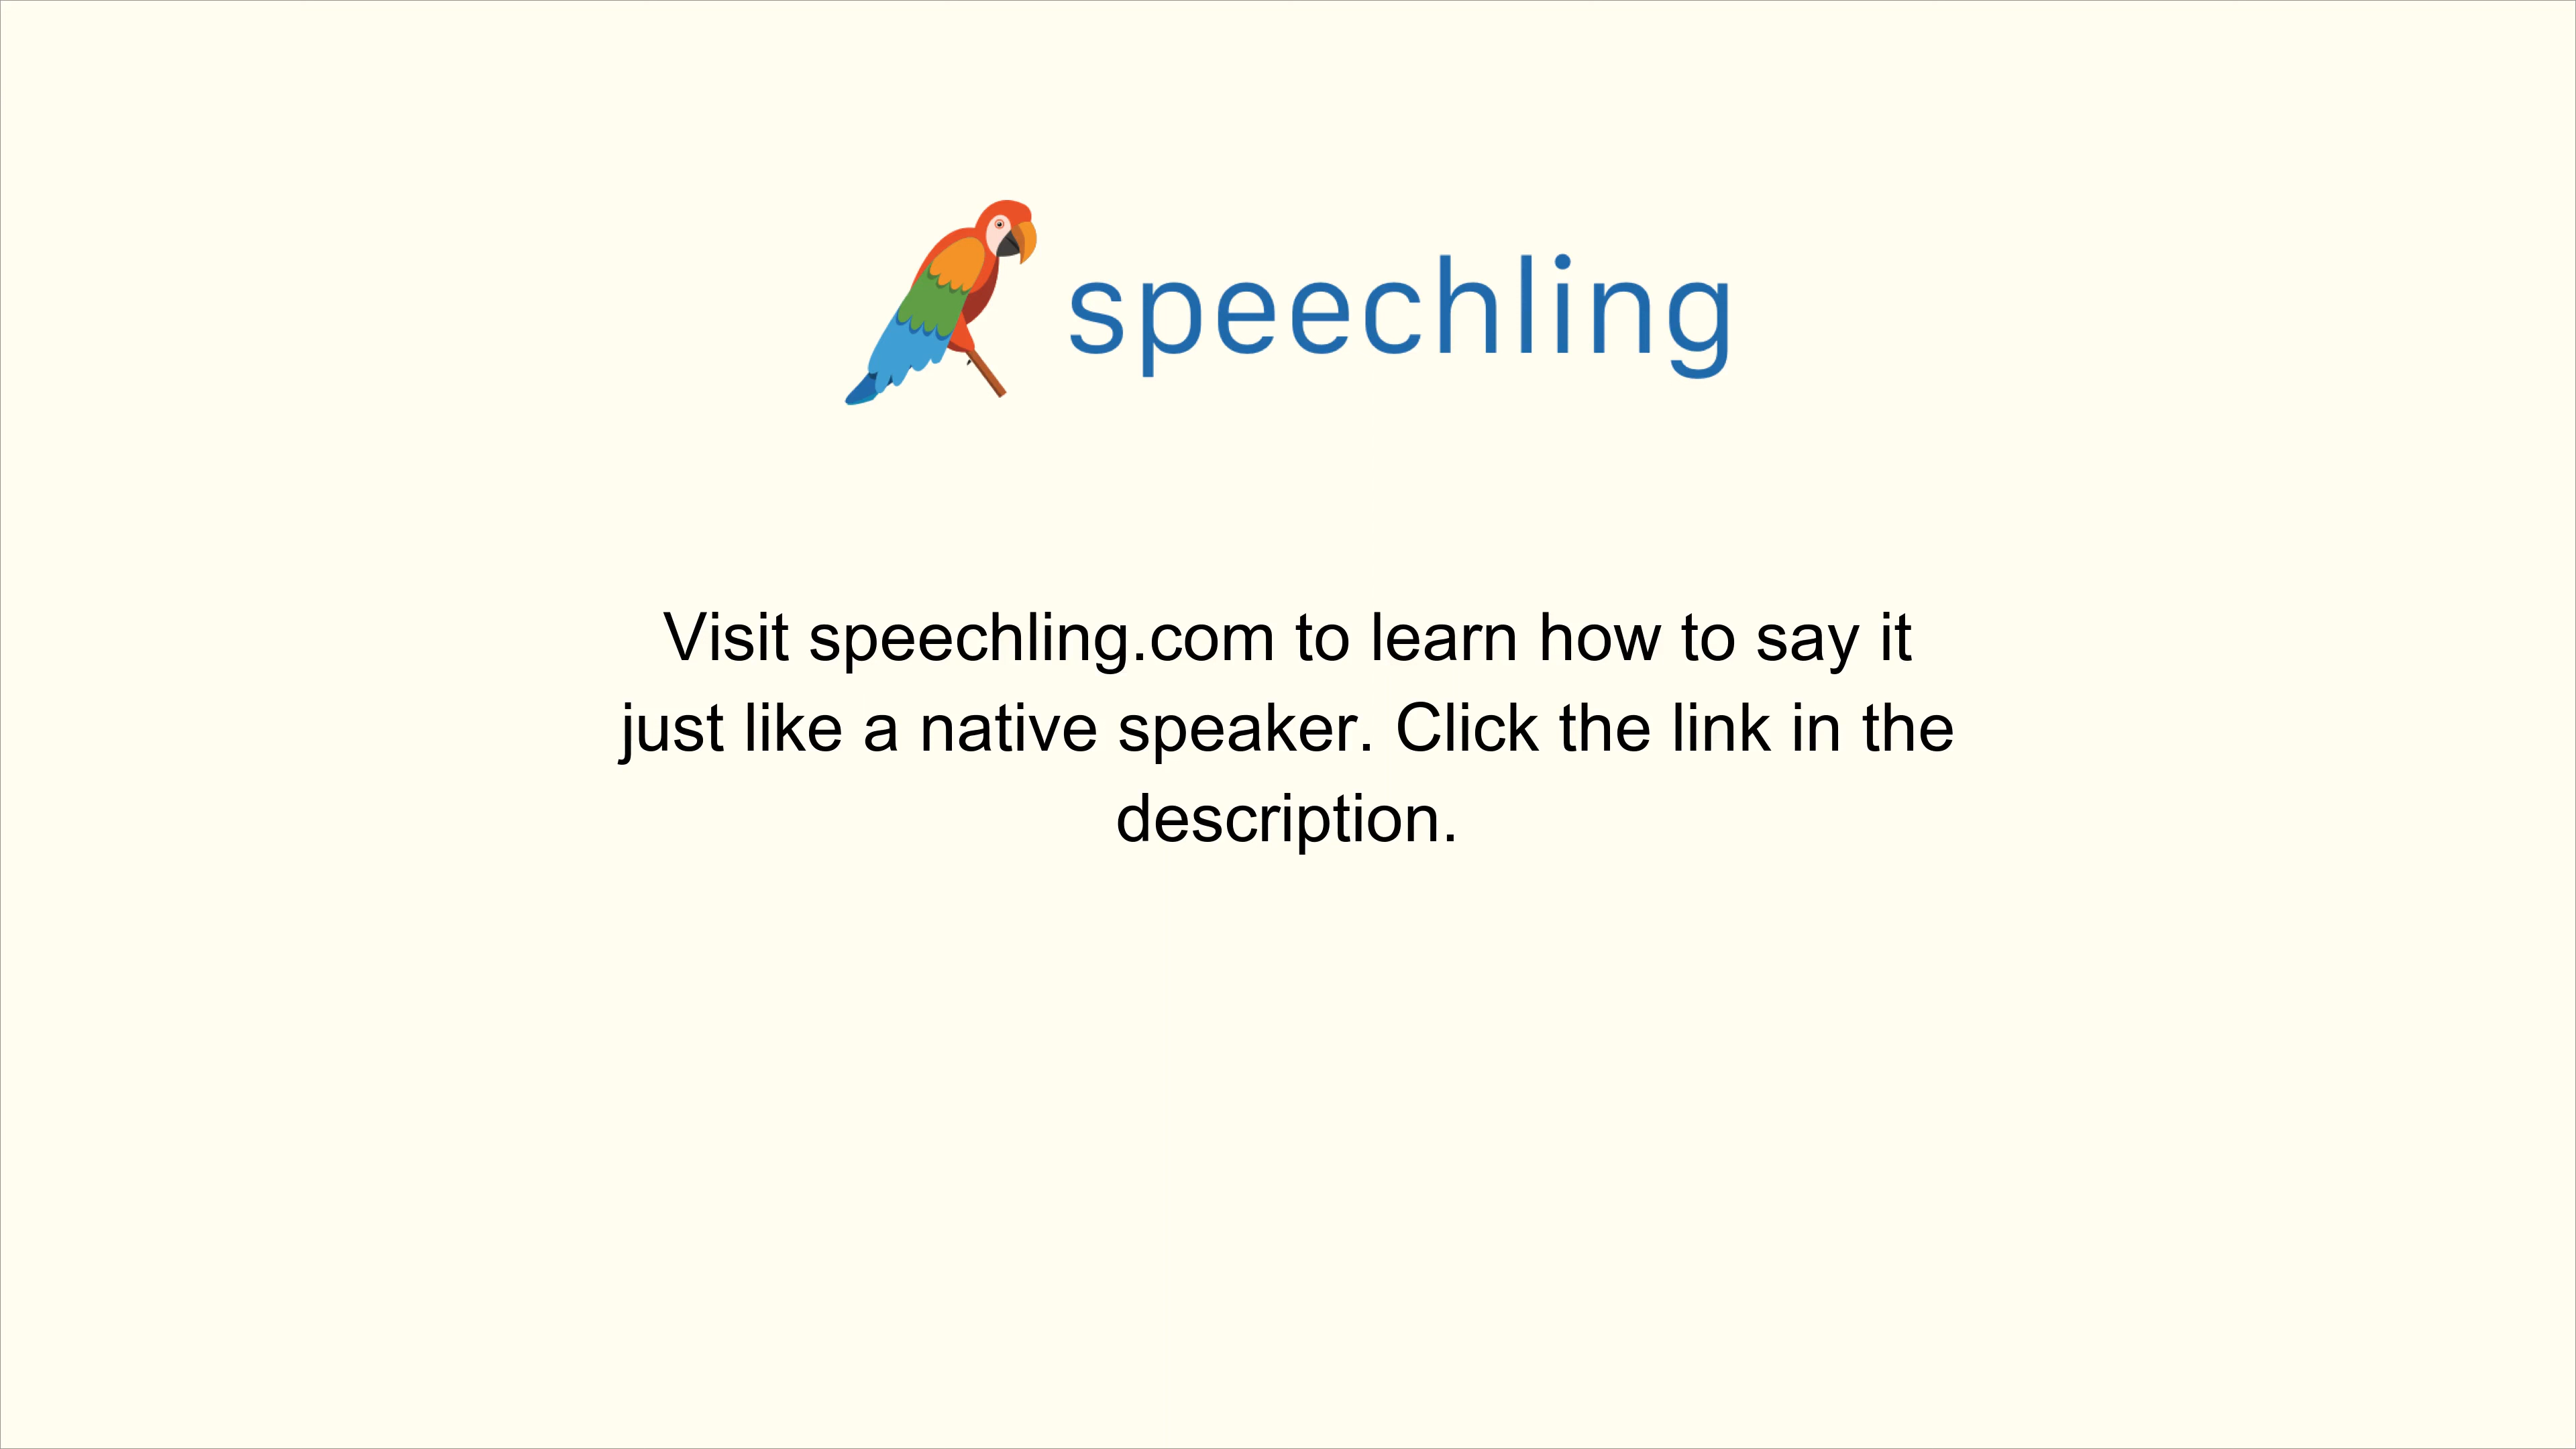 speechling
Visit speechling.com to learn how to say it
just like a native speaker. Click the link in the
description.